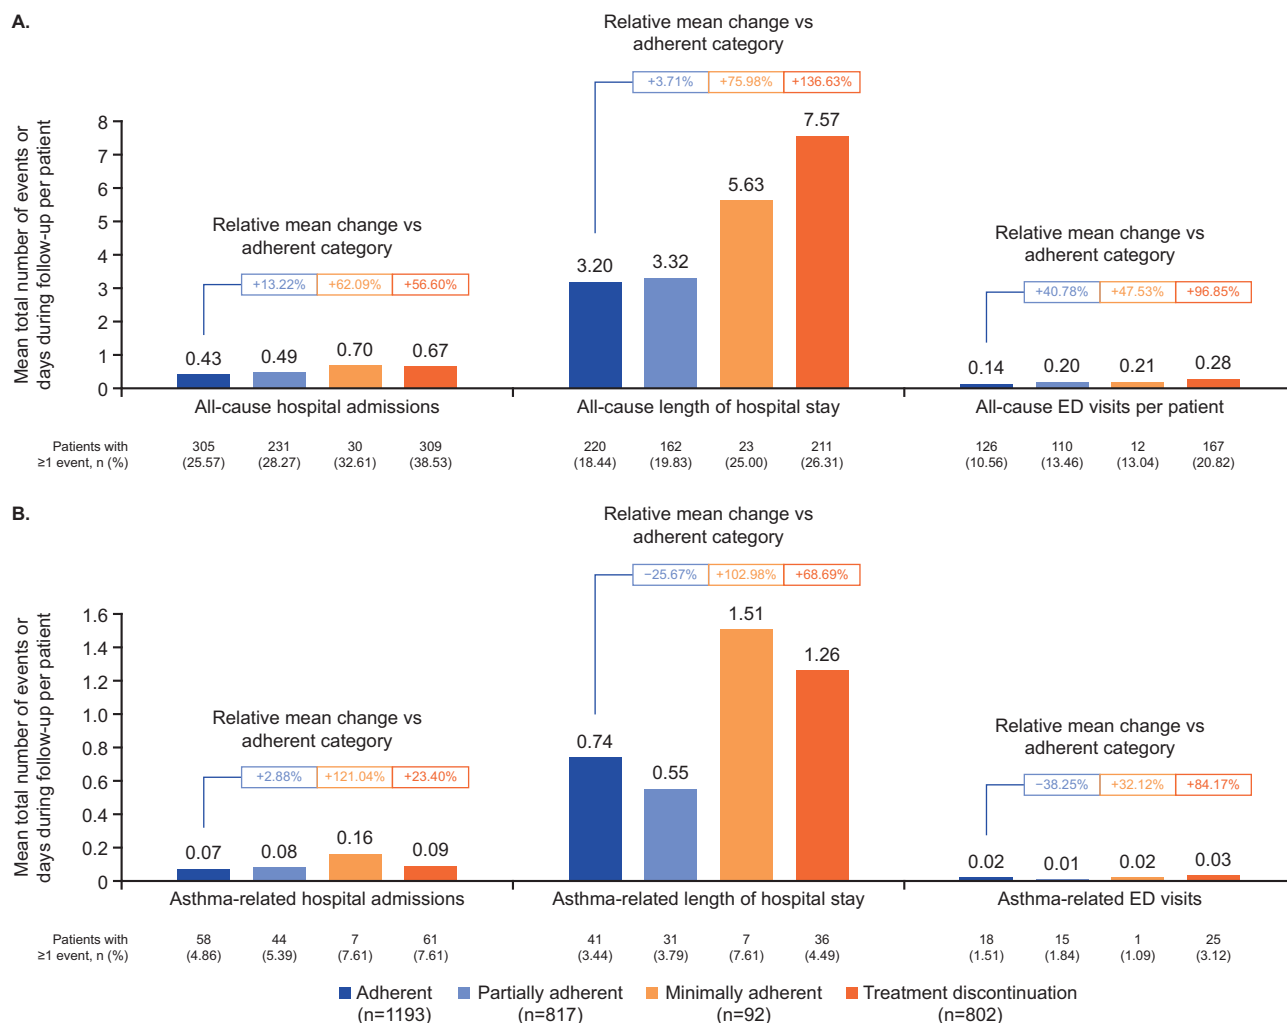 A.
Relative mean change vs
adherent category
+3.71% +75.98% +136.63%
Mean total number of events or
days during follow-up per patient
8
7
6
5
4
3
2
1
0
Relative mean change vs
adherent category
+13.22% +62.09% +56.60%
Relative mean change vs
adherent category
+40.78% +47.53% +96.85%
0.43 0.49 0.70 0.67
3.20 3.32 5.63 7.57
0.14 0.20 0.21 0.28
All-cause hospital admissions All-cause length of hospital stay All-cause ED visits per patient
Patients with 305 231 30 309 220 162 23 211 126 110 12 167
≥1 event, n (%) (25.57) (28.27) (32.61) (38.53) (18.44) (19.83) (25.00) (26.31) (10.56) (13.46) (13.04) (20.82)
B.
Relative mean change vs
adherent category
−25.67% +102.98% +68.69%
Mean total number of events or
days during follow-up per patient
1.6
1.4
1.2
1.0
0.8
0.6
0.4
0.2
0
Relative mean change vs
adherent category
+2.88% +121.04% +23.40%
Relative mean change vs
adherent category
−38.25% +32.12% +84.17%
0.07 0.08 0.16 0.09
0.74 0.55 1.51 1.26
0.02 0.01 0.02 0.03
Asthma-related hospital admissions Asthma-related length of hospital stay Asthma-related ED visits
Patients with 58 44 7 61 41 31 7 36 18 15 1 25
≥1 event, n (%) (4.86) (5.39) (7.61) (7.61) (3.44) (3.79) (7.61) (4.49) (1.51) (1.84) (1.09) (3.12)
Adherent Partially adherent Minimally adherent Treatment discontinuation
(n=1193) (n=817) (n=92) (n=802)